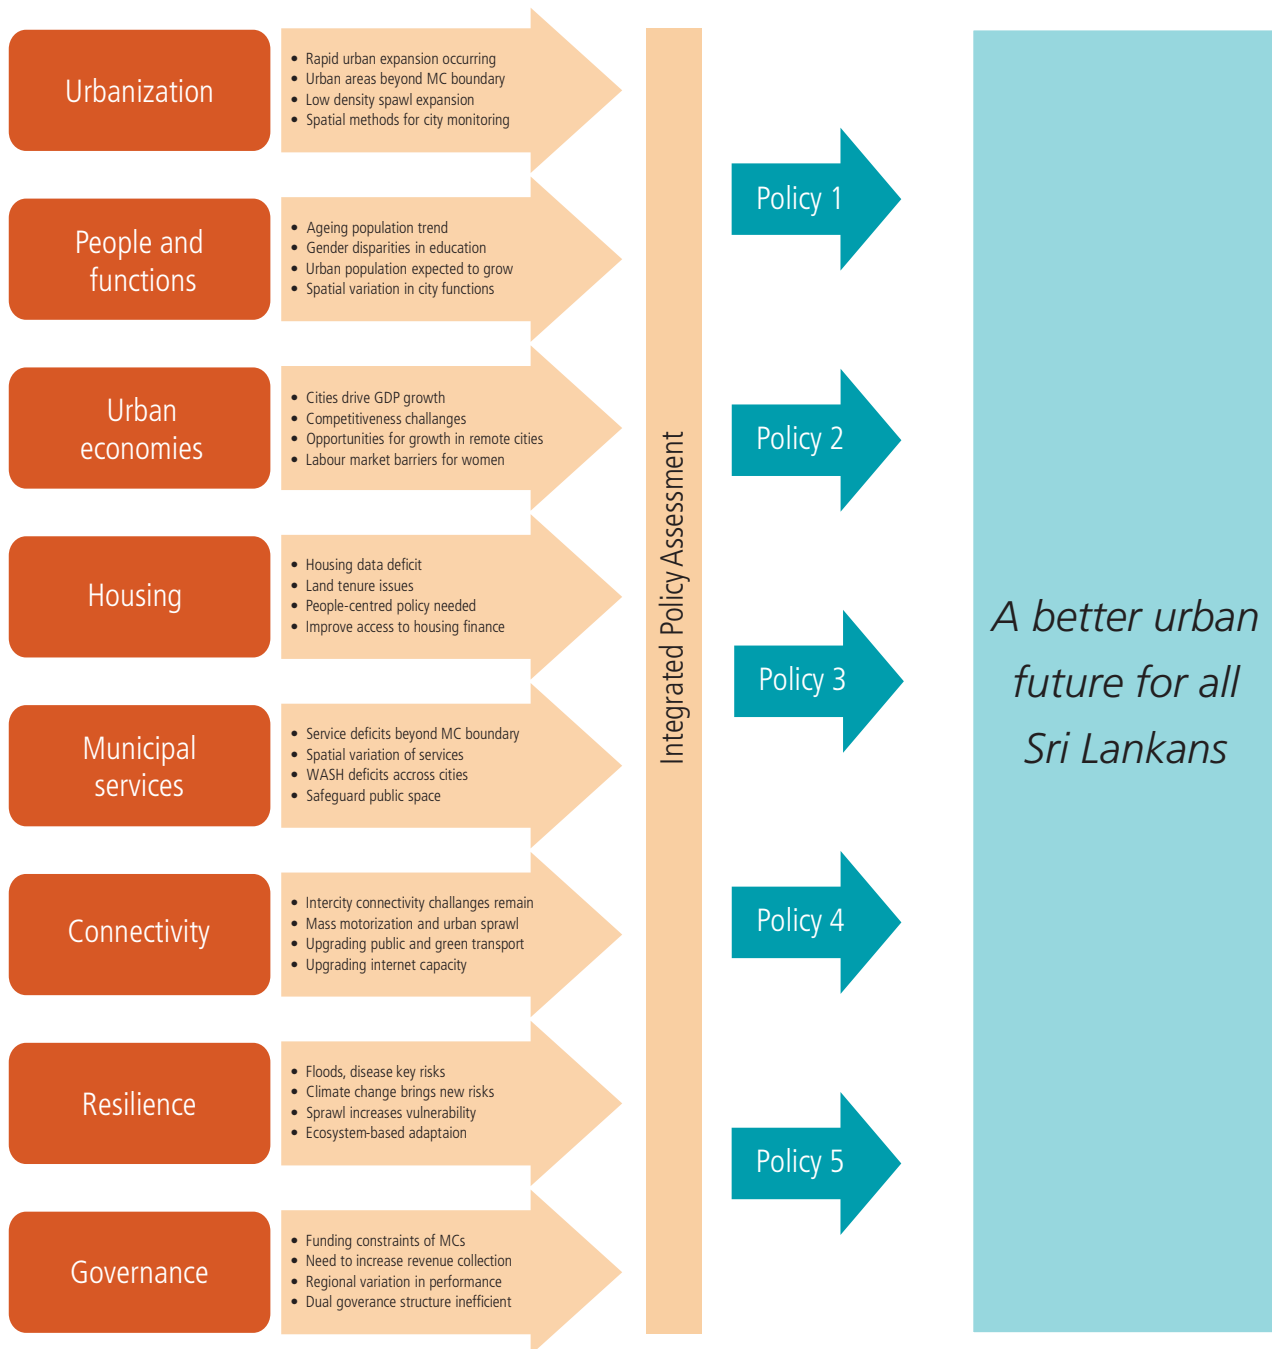 Urbanization
• Rapid urban expansion occurring
• Urban areas beyond MC boundary
• Low density spawl expansion
• Spatial methods for city monitoring
People and
functions
• Ageing population trend
• Gender disparities in education
• Urban population expected to grow
• Spatial variation in city functions
Urban
economies
• Cities drive GDP growth
• Competitiveness challanges
• Opportunities for growth in remote cities
• Labour market barriers for women
Housing
• Housing data deficit
• Land tenure issues
• People-centred policy needed
• Improve access to housing finance
Municipal
services
• Service deficits beyond MC boundary
• Spatial variation of services
• WASH deficits accross cities
• Safeguard public space
Connectivity
• Intercity connectivity challanges remain
• Mass motorization and urban sprawl
• Upgrading public and green transport
• Upgrading internet capacity
Resilience
• Floods, disease key risks
• Climate change brings new risks
• Sprawl increases vulnerability
• Ecosystem-based adaptaion
Governance
• Funding constraints of MCs
• Need to increase revenue collection
• Regional variation in performance
• Dual goverance structure inefficient
Integrated Policy Assessment
Policy 1
Policy 2
Policy 3
Policy 4
Policy 5
A better urban
future for all
Sri Lankans